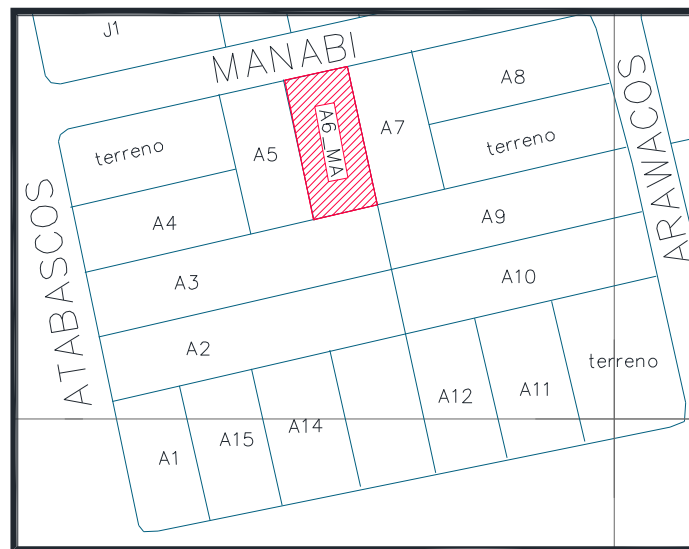 J1
MANABI
A8
ARAWACOS
A7
A6_MA
terreno
A5
terreno
ATABASCOS
A4
A9
A3
A10
A2
terreno
A12
A11
A14
A15
A1